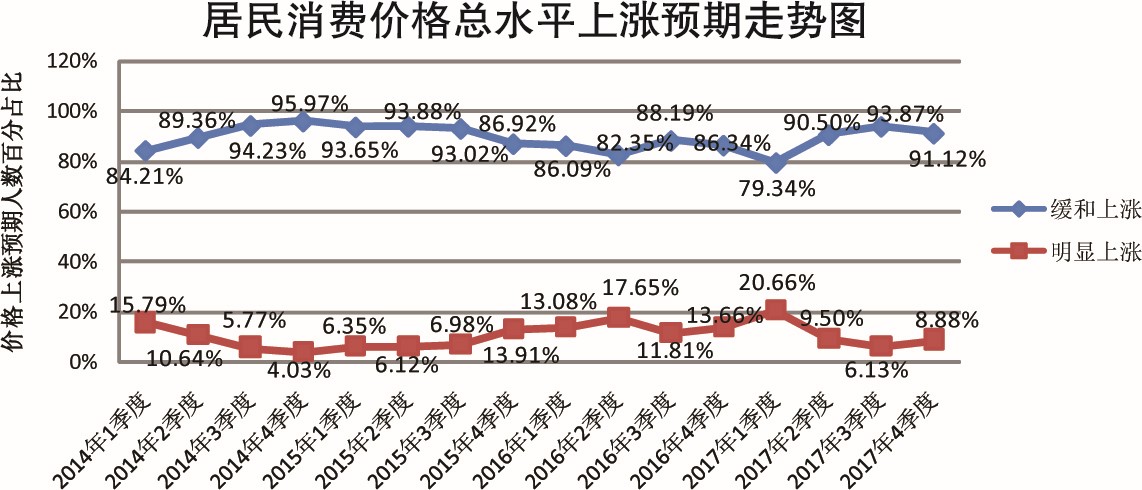 居民消费价格总水平上涨预期走势图
价格上涨预期人数百分占比
120%
100%
80%
60%
40%
20%
0%
84.21%
89.36%
94.23%
95.97%
93.65%
93.88%
93.02%
86.92%
86.09%
82.35%
88.19%
86.34%
79.34%
90.50%
93.87%
91.12%
15.79%
10.64%
5.77%
4.03%
6.35%
6.12%
6.98%
13.91%
13.08%
17.65%
11.81%
13.66%
20.66%
9.50%
6.13%
8.88%
2014年1季度
2014年2季度
2014年3季度
2014年4季度
2015年1季度
2015年2季度
2015年3季度
2015年4季度
2016年1季度
2016年2季度
2016年3季度
2016年4季度
2017年1季度
2017年2季度
2017年3季度
2017年4季度
缓和上涨
明显上涨